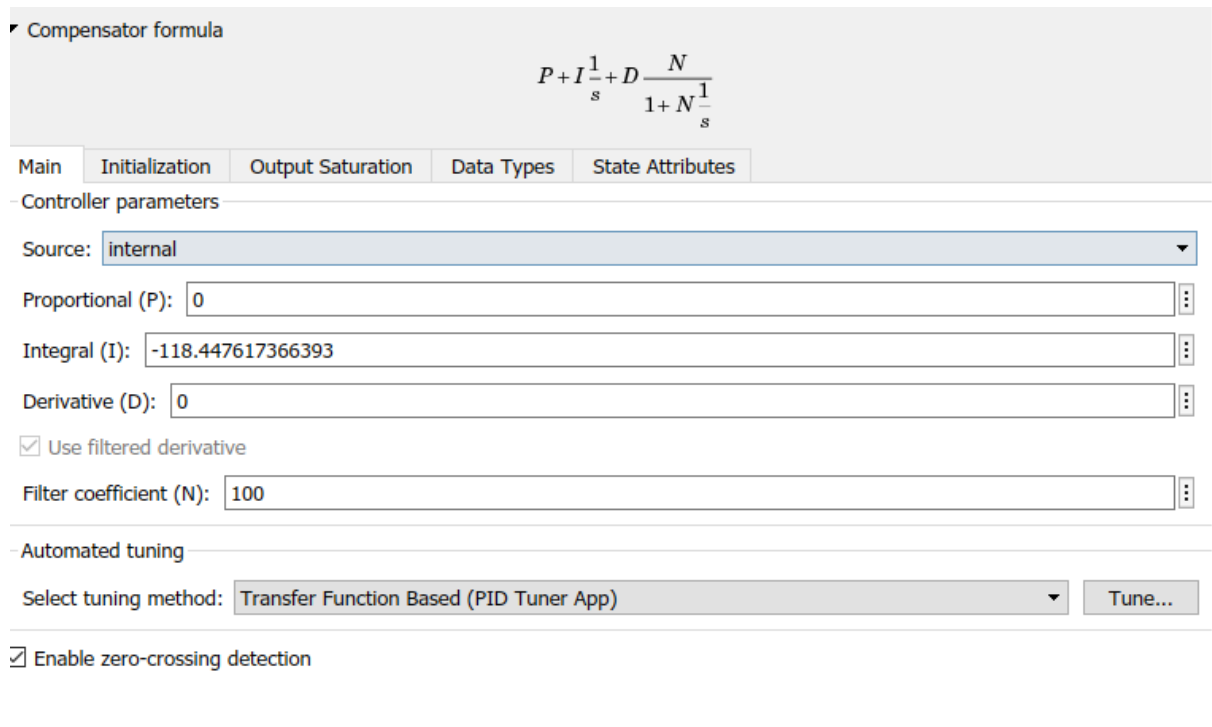 Compensator formula
P + I 1/s + D N/(1 + N 1/s)
Main Initialization Output Saturation Data Types State Attributes
Controller parameters
Source: internal
Proportional (P): 0
Integral (I): -118.447617366393
Derivative (D): 0
Use filtered derivative
Filter coefficient (N): 100
Automated tuning
Select tuning method: Transfer Function Based (PID Tuner App) Tune...
Enable zero-crossing detection